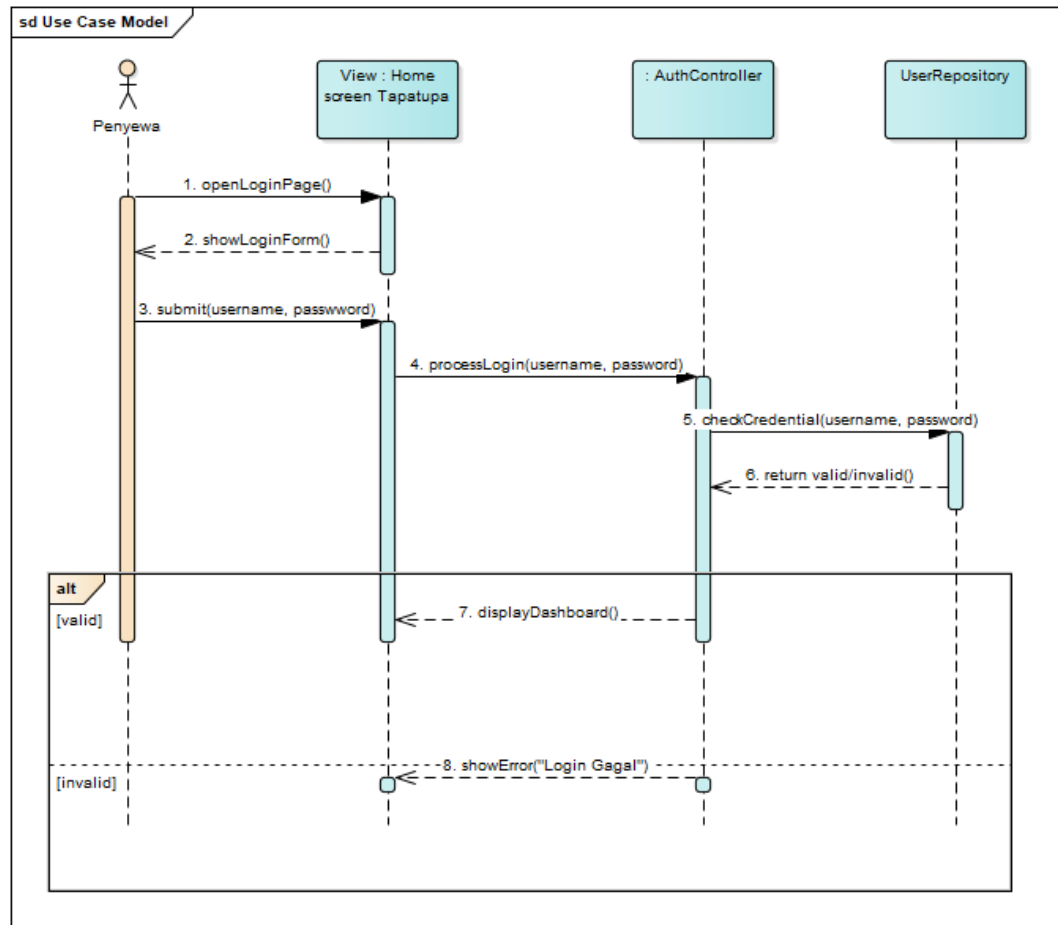 sd Use Case Model
Penyewa
View : Home
screen Tapatupa
: AuthController
UserRepository
1. openLoginPage()
2. showLoginForm()
3. submit(username, passwword)
4. processLogin(username, password)
5. checkCredential(username, password)
6. return valid/invalid()
alt
[valid]
7. displayDashboard()
8. showError("Login Gagal")
[invalid]